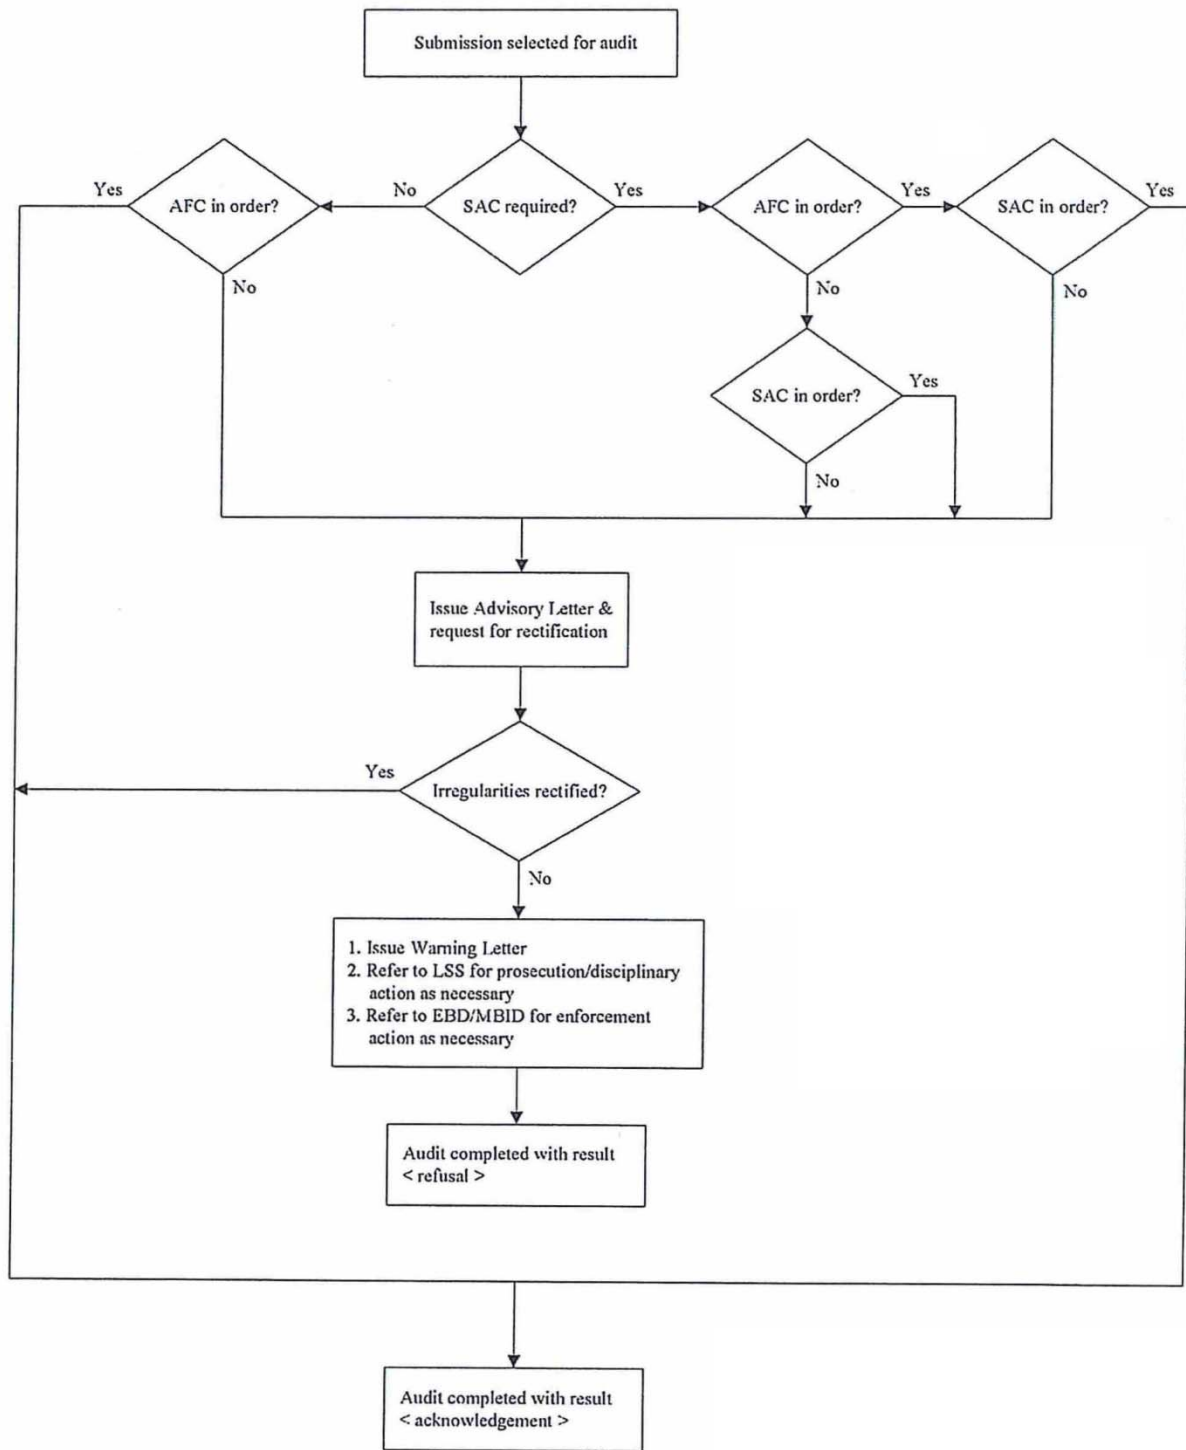 Submission selected for audit
Yes
AFC in order?
No
SAC required?
Yes
AFC in order?
Yes
SAC in order?
Yes
No
No
No
SAC in order?
Yes
No
Issue Advisory Letter &
request for rectification
Yes
Irregularities rectified?
No
1. Issue Warning Letter
2. Refer to LSS for prosecution/disciplinary
action as necessary
3. Refer to EBD/MBID for enforcement
action as necessary
Audit completed with result
< refusal >
Audit completed with result
< acknowledgement >